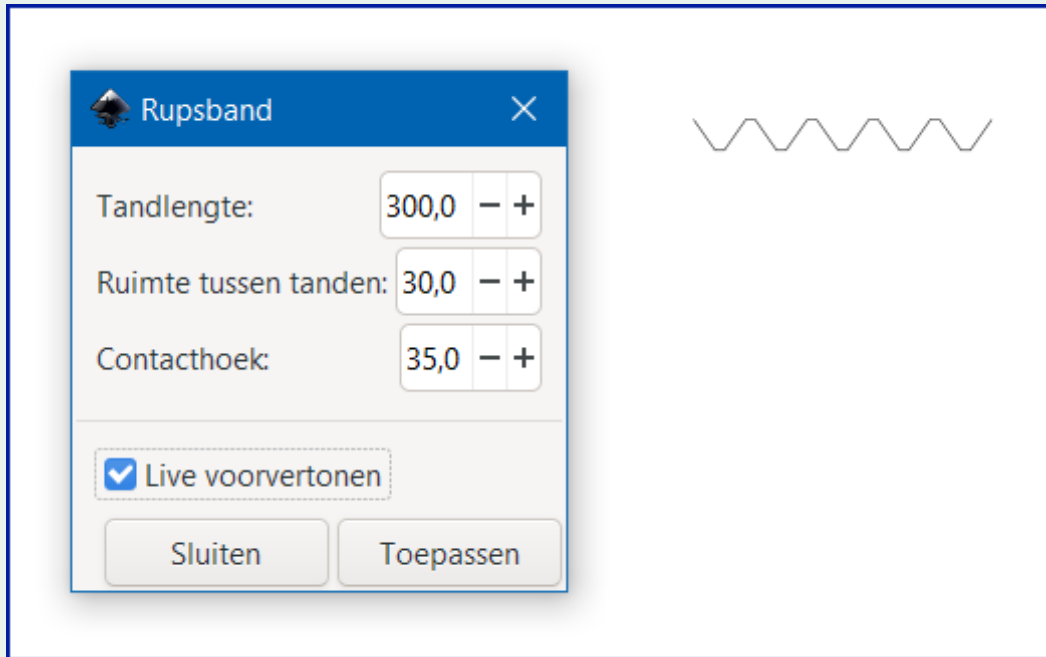 Rupsband
Tandlengte: 300,0
Ruimte tussen tanden: 30,0
Contacthoek: 35,0
Live voorvertonen
Sluiten Toepassen